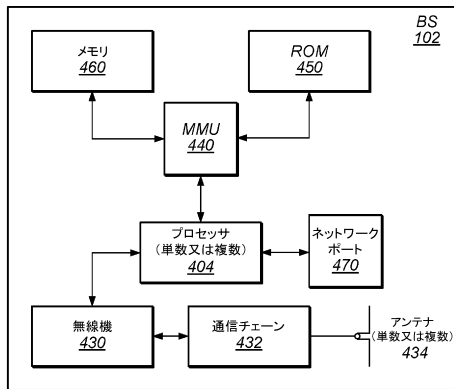 BS
102
メモリ
460
ROM
450
MMU
440
プロセッサ
(単数又は複数)
404
ネットワーク
ポート
470
無線機
430
通信チェーン
432
アンテナ
(単数又は複数)
434